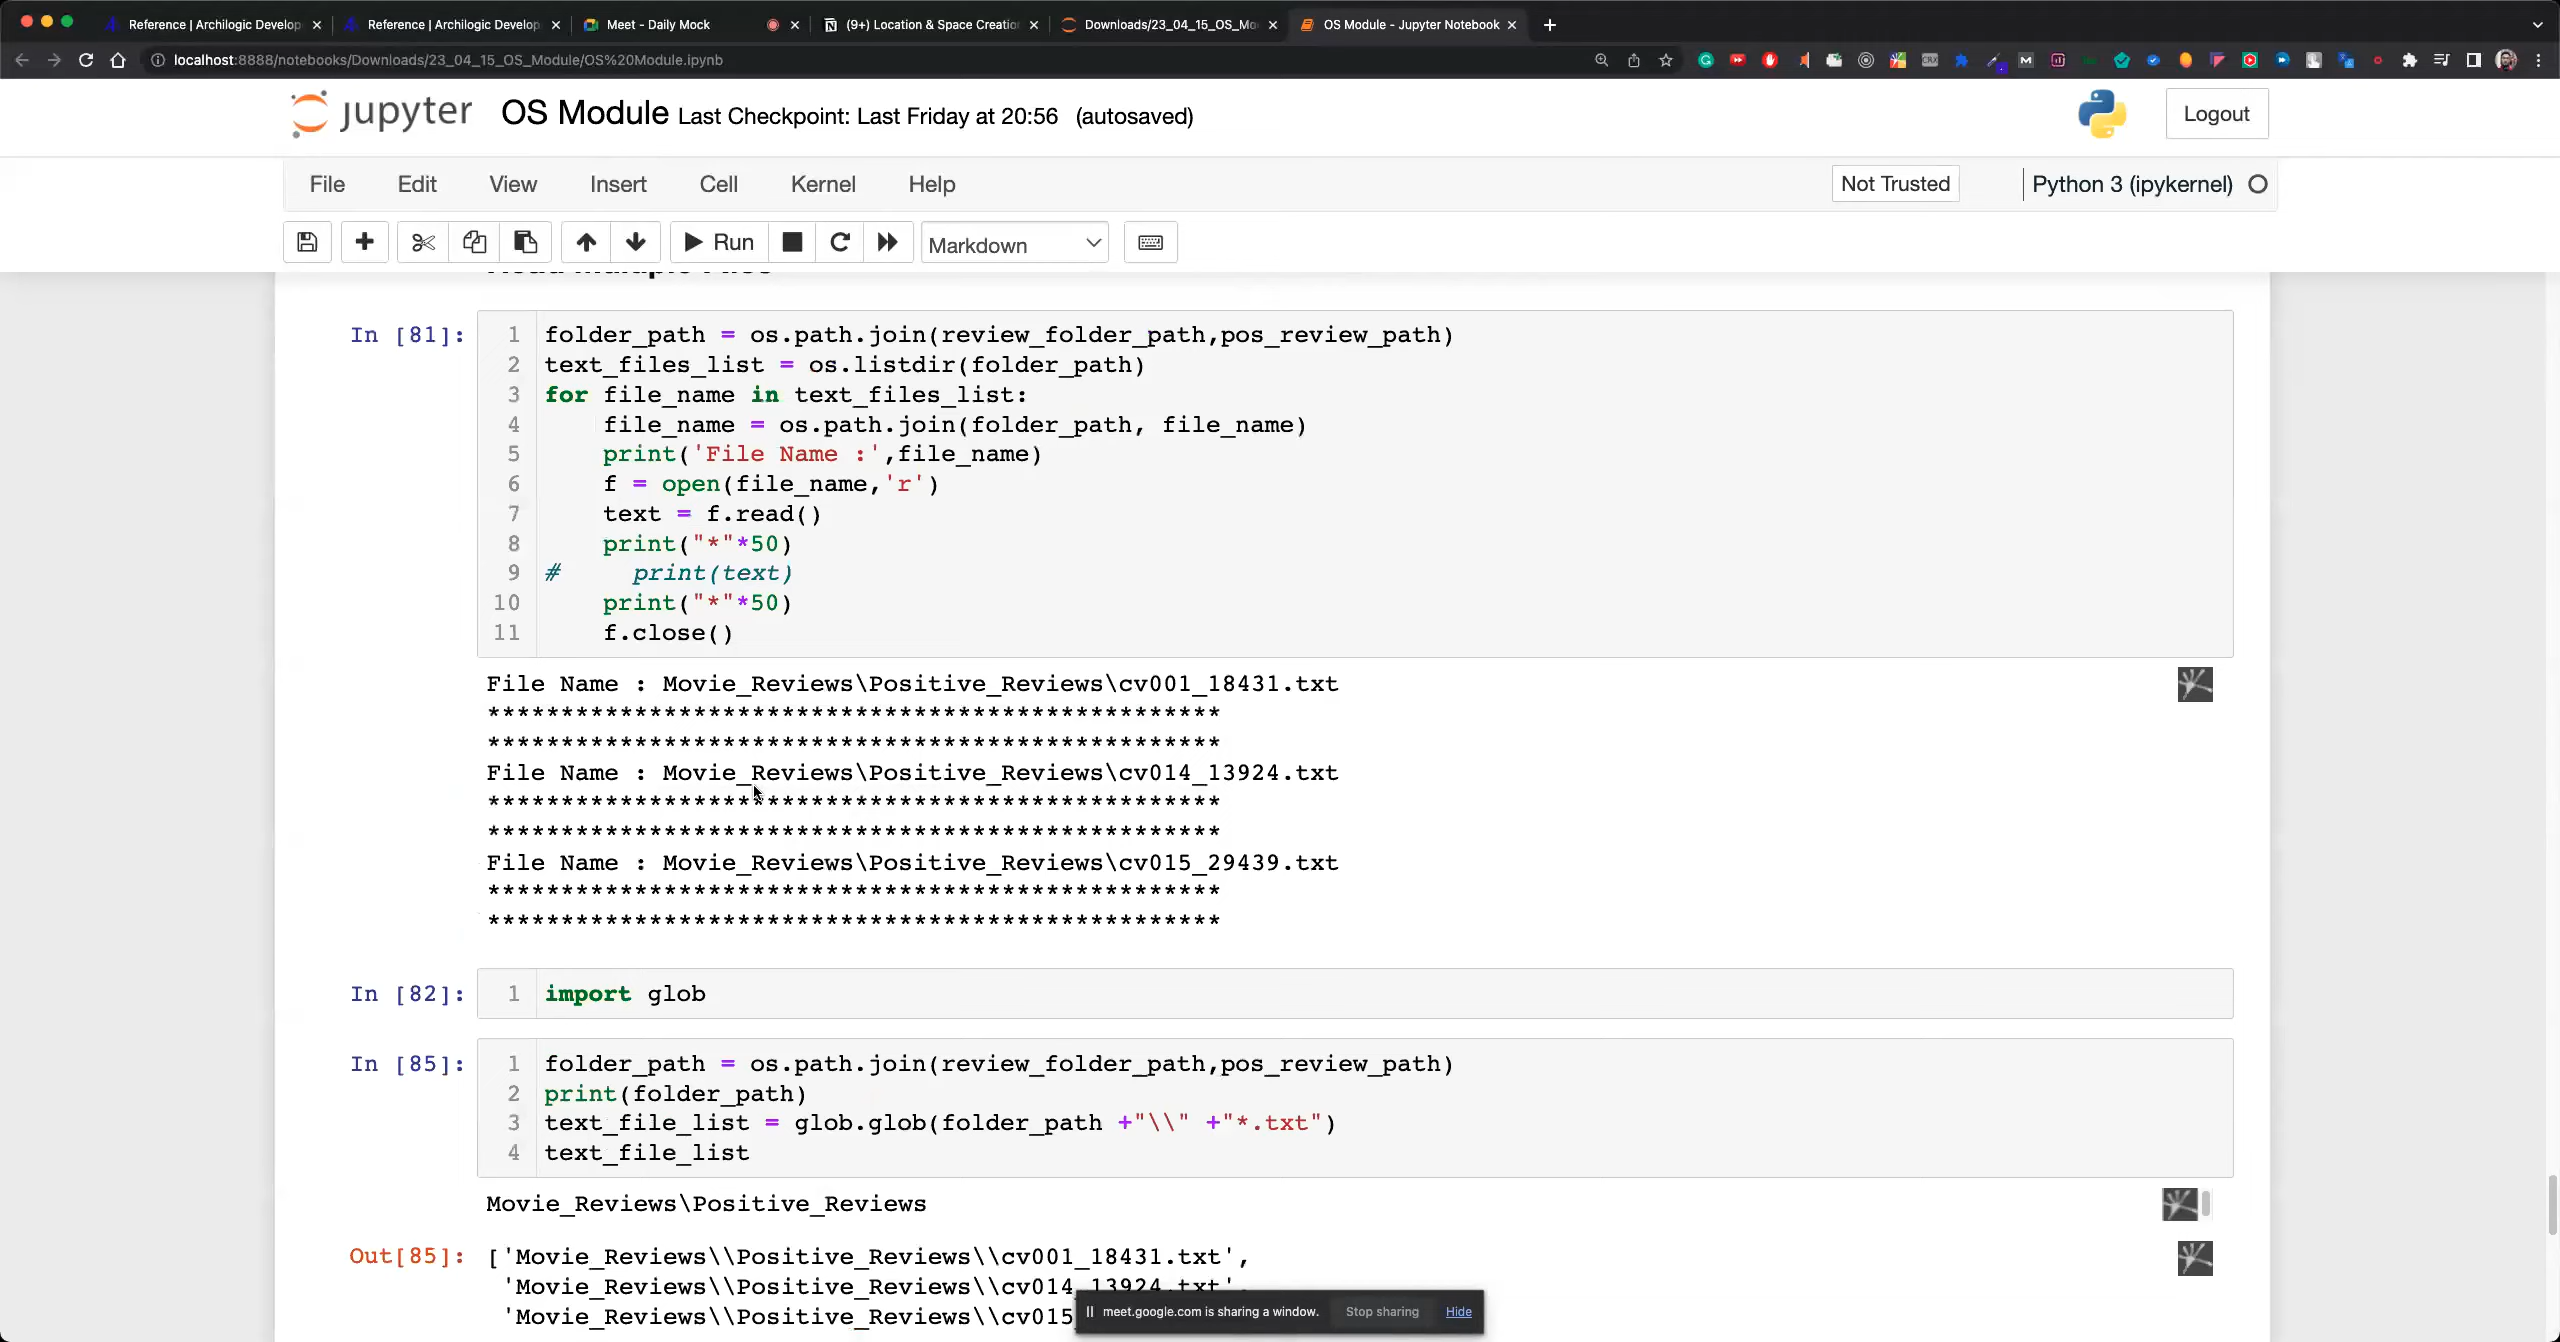 Reference | Archilogic Develop
Reference | Archilogic Develop
Meet - Daily Mock
(9+) Location & Space Creatio
Downloads/23_04_15_OS_Mo
OS Module - Jupyter Notebook
localhost:8888/notebooks/Downloads/23_04_15_OS_Module/OS%20Module.ipynb
jupyter OS Module Last Checkpoint: Last Friday at 20:56 (autosaved)
Logout
File Edit View Insert Cell Kernel Help
Not Trusted
Python 3 (ipykernel)
Run
Markdown
In [81]:
1 folder_path = os.path.join(review_folder_path,pos_review_path)
2 text_files_list = os.listdir(folder_path)
3 for file_name in text_files_list:
4 file_name = os.path.join(folder_path, file_name)
5 print('File Name :',file_name)
6 f = open(file_name,'r')
7 text = f.read()
8 print("*"*50)
9 # print(text)
10 print("*"*50)
11 f.close()
File Name : Movie_Reviews\Positive_Reviews\cv001_18431.txt
**************************************************
**************************************************
File Name : Movie_Reviews\Positive_Reviews\cv014_13924.txt
**************************************************
**************************************************
File Name : Movie_Reviews\Positive_Reviews\cv015_29439.txt
**************************************************
**************************************************
In [82]:
1 import glob
In [85]:
1 folder_path = os.path.join(review_folder_path,pos_review_path)
2 print(folder_path)
3 text_file_list = glob.glob(folder_path +"\\" +"*.txt")
4 text_file_list
Movie_Reviews\Positive_Reviews
Out[85]: ['Movie_Reviews\\Positive_Reviews\\cv001_18431.txt',
'Movie_Reviews\\Positive_Reviews\\cv014_13924.txt',
'Movie_Reviews\\Positive_Reviews\\cv015
meet.google.com is sharing a window. Stop sharing Hide